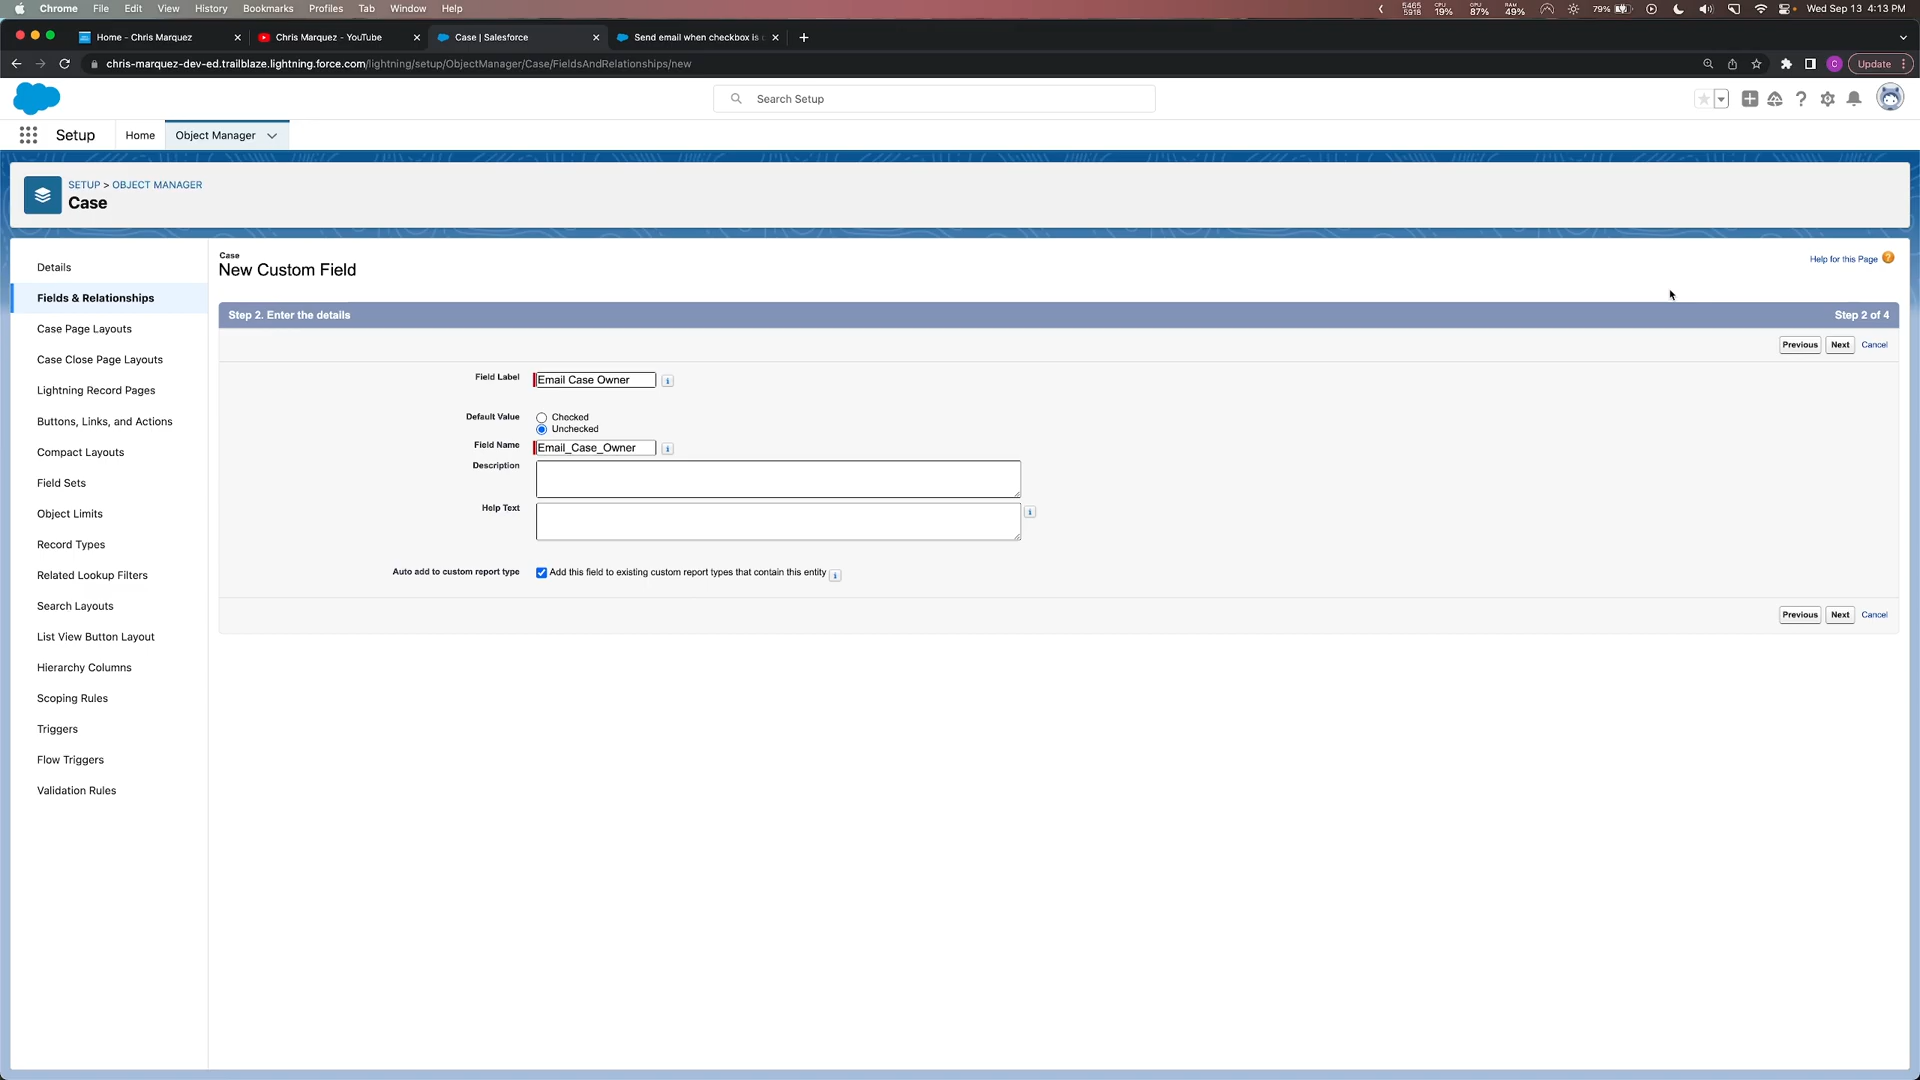 Chrome File Edit View History Bookmarks Profiles Tab Window Help
5465 5918 CPU 19% GPU 87% RAM 49% 79% Wed Sep 13 4:13 PM
Home - Chris Marquez
Chris Marquez - YouTube
Case | Salesforce
Send email when checkbox is
chris-marquez-dev-ed.trailblaze.lightning.force.com/lightning/setup/ObjectManager/Case/FieldsAndRelationships/new
C
Update
Search Setup
Setup
Home
Object Manager
SETUP > OBJECT MANAGER
Case
Details
Fields & Relationships
Case Page Layouts
Case Close Page Layouts
Lightning Record Pages
Buttons, Links, and Actions
Compact Layouts
Field Sets
Object Limits
Record Types
Related Lookup Filters
Search Layouts
List View Button Layout
Hierarchy Columns
Scoping Rules
Triggers
Flow Triggers
Validation Rules
Case
New Custom Field
Help for this Page ?
Step 2. Enter the details
Step 2 of 4
Previous Next Cancel
Field Label Email Case Owner i
Default Value Checked
Unchecked
Field Name Email_Case_Owner i
Description
Help Text i
Auto add to custom report type Add this field to existing custom report types that contain this entity i
Previous Next Cancel